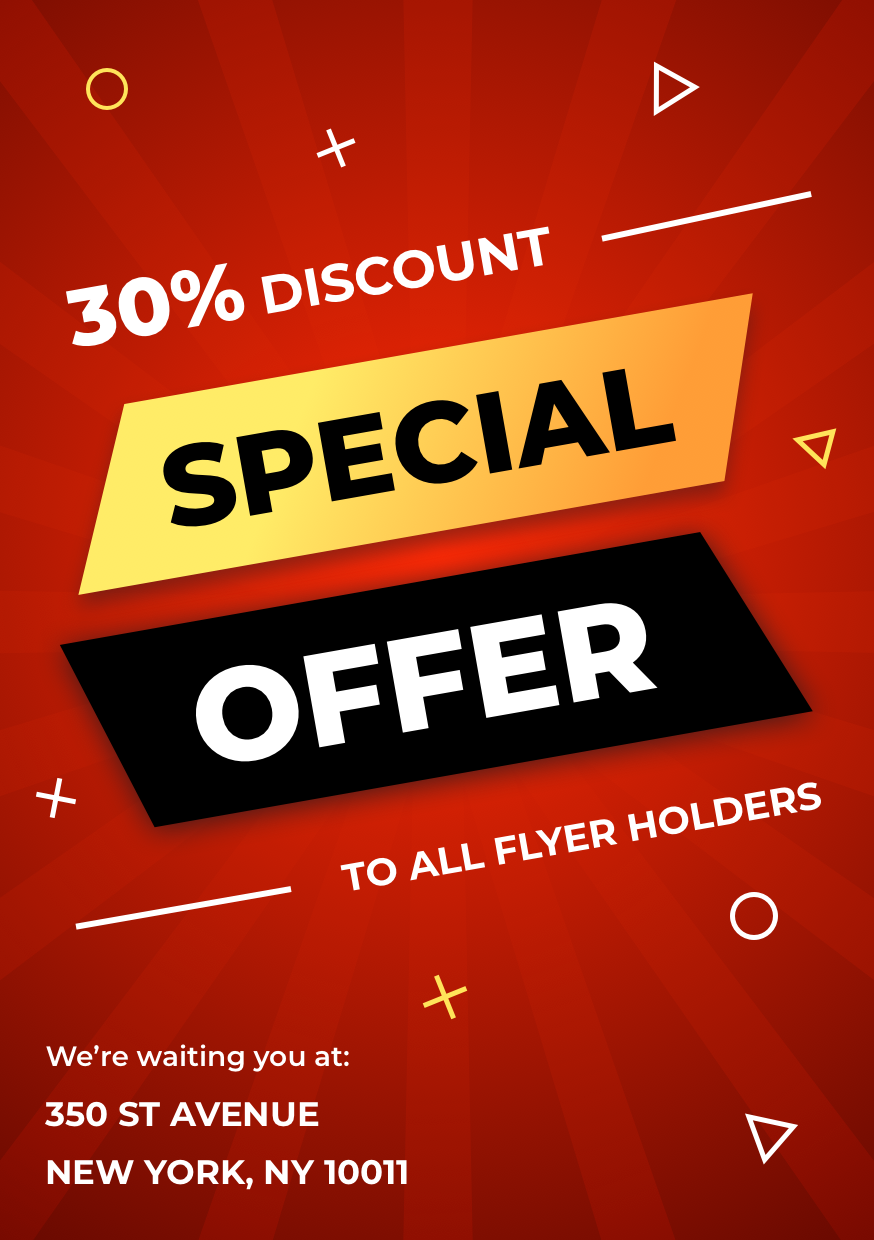 30% DISCOUNT
SPECIAL
OFFER
TO ALL FLYER HOLDERS
We’re waiting you at:
350 ST AVENUE
NEW YORK, NY 10011